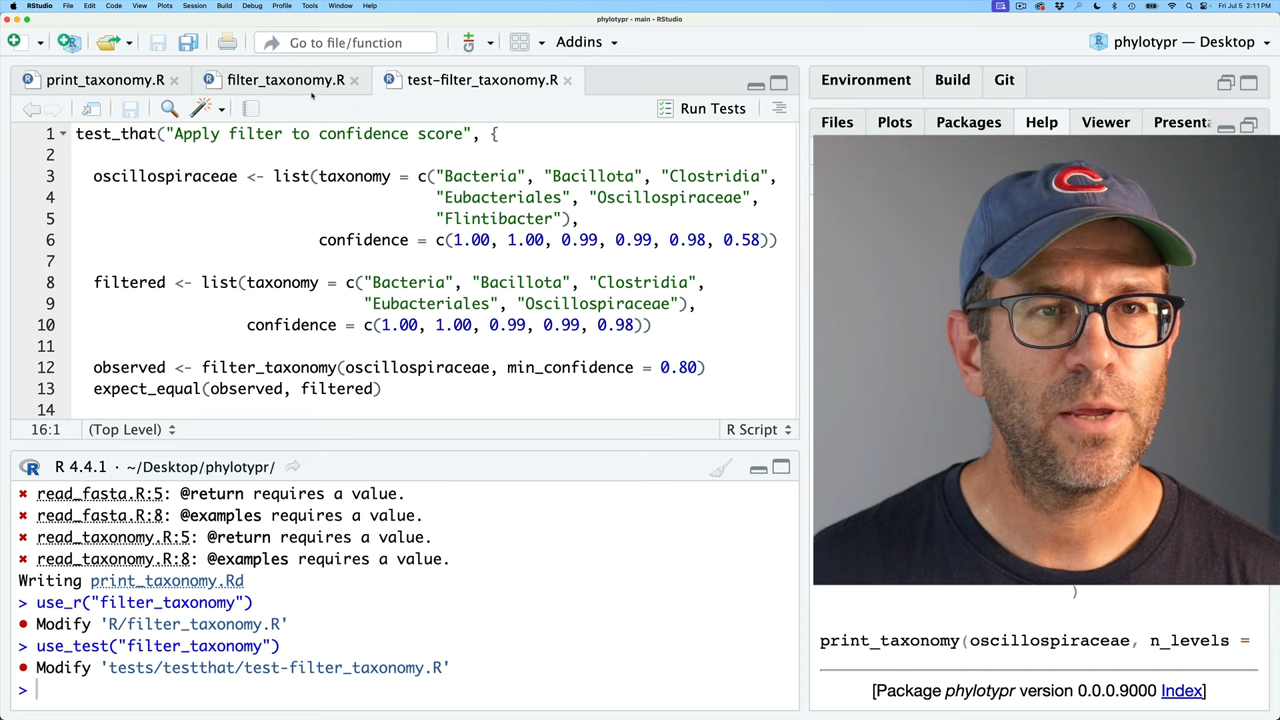 RStudio File Edit Code View Plots Session Build Debug Profile Tools Window Help Fri Jul 5 2:11 PM
phylotypr - main - RStudio
Go to file/function Addins phylotypr — Desktop
print_taxonomy.R filter_taxonomy.R test-filter_taxonomy.R
Run Tests
1 test_that("Apply filter to confidence score", {
2
3 oscillospiraceae <- list(taxonomy = c("Bacteria", "Bacillota", "Clostridia",
4 "Eubacteriales", "Oscillospiraceae",
5 "Flintibacter"),
6 confidence = c(1.00, 1.00, 0.99, 0.99, 0.98, 0.58))
7
8 filtered <- list(taxonomy = c("Bacteria", "Bacillota", "Clostridia",
9 "Eubacteriales", "Oscillospiraceae"),
10 confidence = c(1.00, 1.00, 0.99, 0.99, 0.98))
11
12 observed <- filter_taxonomy(oscillospiraceae, min_confidence = 0.80)
13 expect_equal(observed, filtered)
14
16:1 (Top Level) R Script
R 4.4.1 · ~/Desktop/phylotypr/
✖ read_fasta.R:5: @return requires a value.
✖ read_fasta.R:8: @examples requires a value.
✖ read_taxonomy.R:5: @return requires a value.
✖ read_taxonomy.R:8: @examples requires a value.
Writing print_taxonomy.Rd
> use_r("filter_taxonomy")
• Modify 'R/filter_taxonomy.R'
> use_test("filter_taxonomy")
• Modify 'tests/testthat/test-filter_taxonomy.R'
>
Environment Build Git
Files Plots Packages Help Viewer Presenta
C
)
print_taxonomy(oscillospiraceae, n_levels =
[Package phylotypr version 0.0.0.9000 Index]